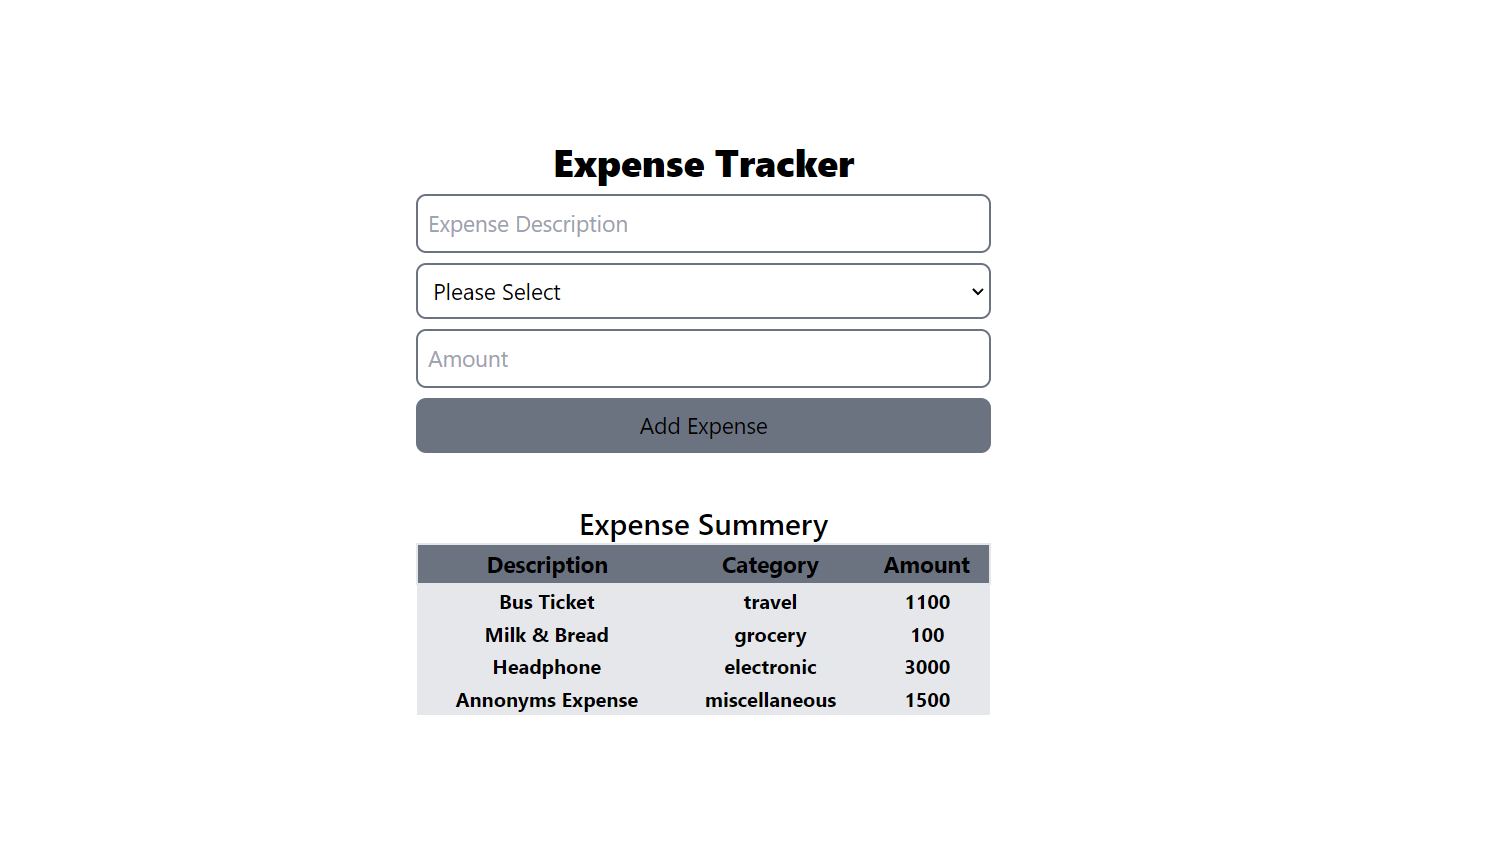 Expense Tracker
Expense Description
Please Select
Amount
Add Expense
Expense Summery
Description Category Amount
Bus Ticket travel 1100
Milk & Bread grocery 100
Headphone electronic 3000
Annonyms Expense miscellaneous 1500